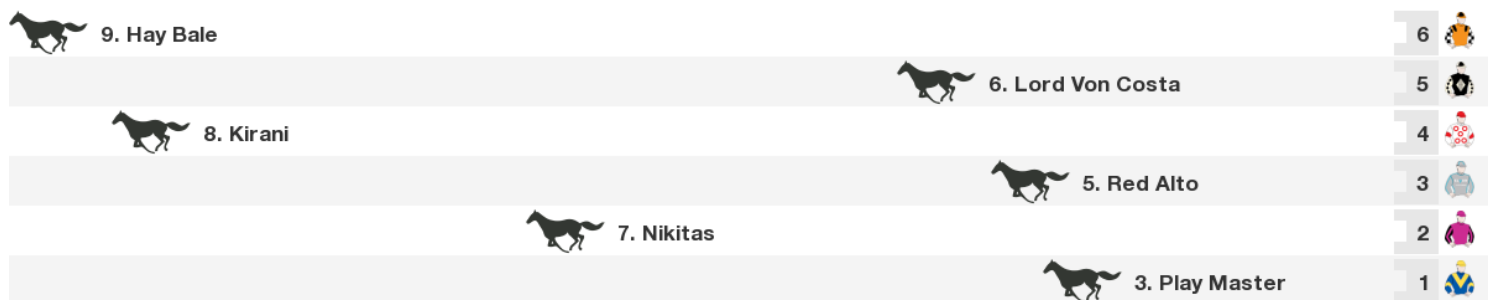 9. Hay Bale 6
6. Lord Von Costa 5
8. Kirani 4
5. Red Alto 3
7. Nikitas 2
3. Play Master 1